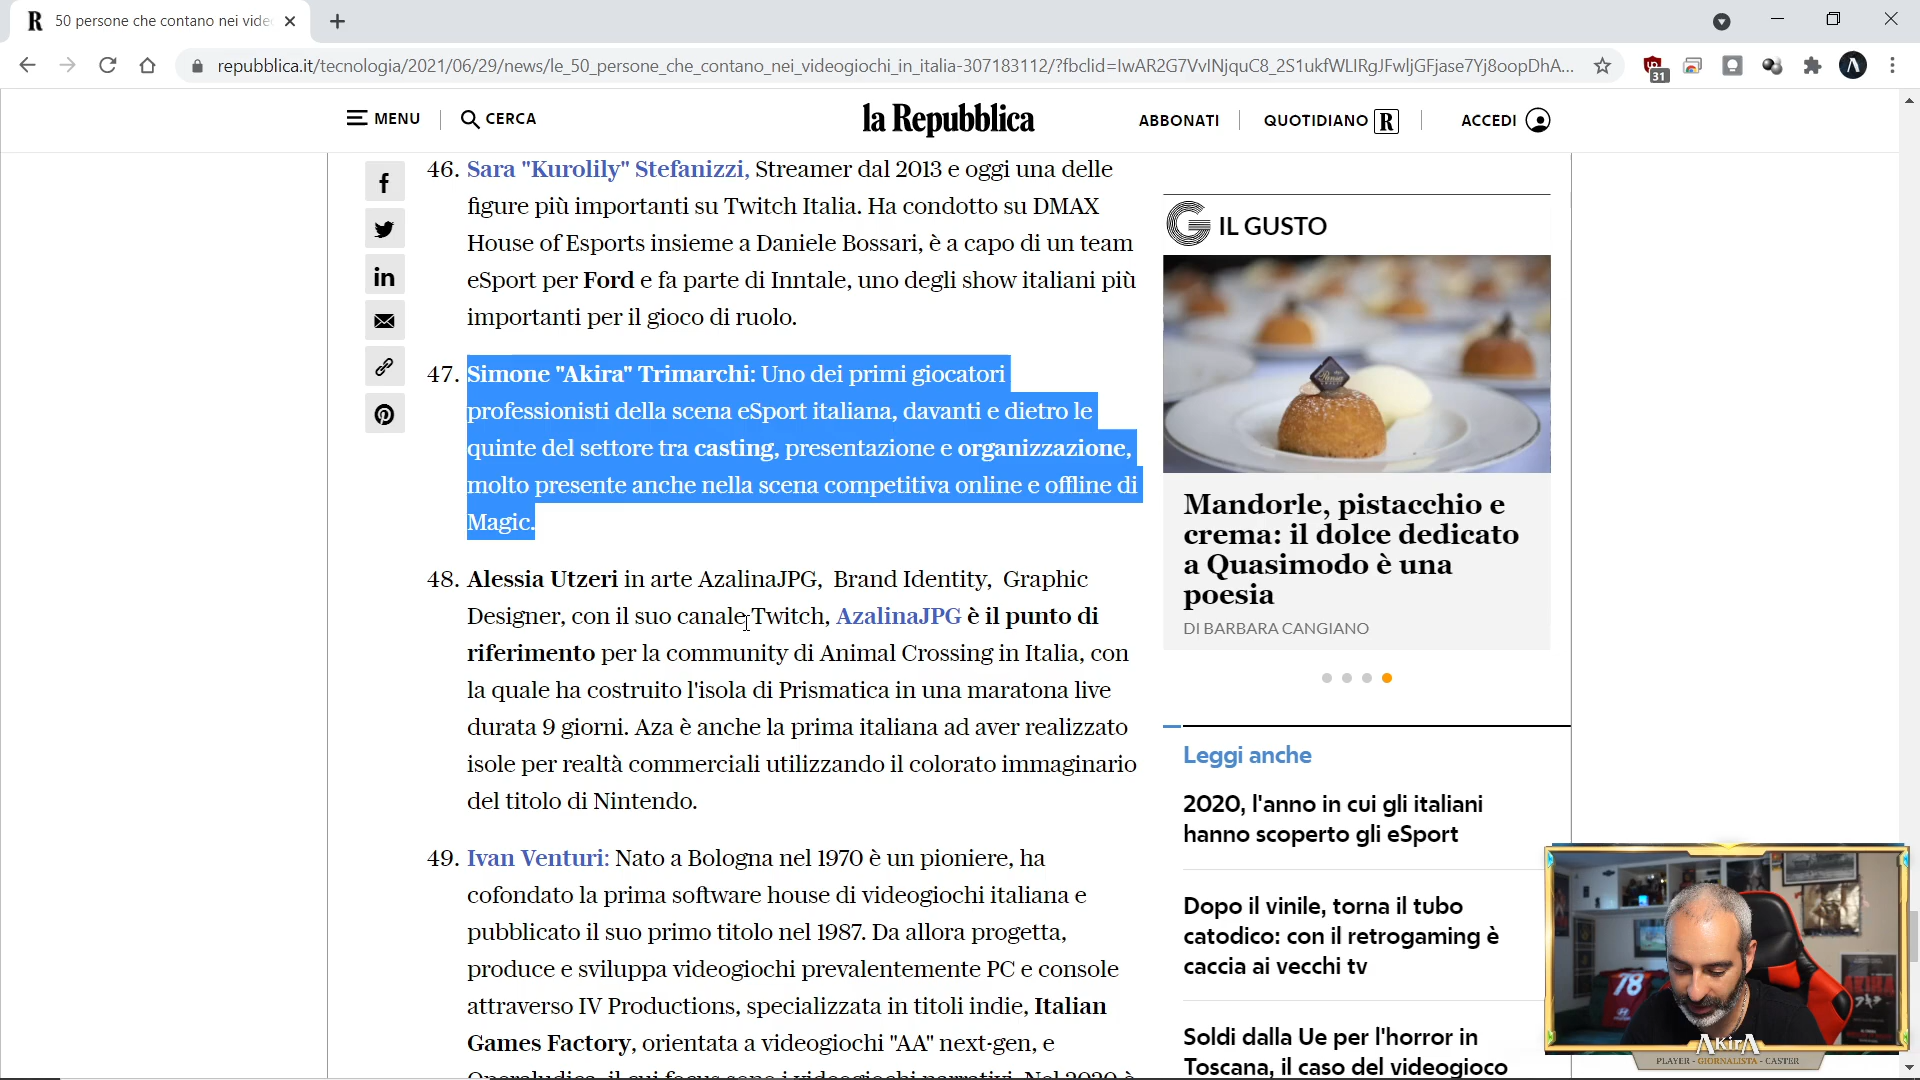 50 persone che contano nei vide
repubblica.it/tecnologia/2021/06/29/news/le_50_persone_che_contano_nei_videogiochi_in_italia-307183112/?fbclid=IwAR2G7VvINjquC8_2S1ukfWLIRgJFwljGFjase7Yj8oopDhA...
31
MENU
CERCA
la Repubblica
ABBONATI
QUOTIDIANO R
ACCEDI
46. Sara "Kurolily" Stefanizzi, Streamer dal 2013 e oggi una delle
figure più importanti su Twitch Italia. Ha condotto su DMAX
House of Esports insieme a Daniele Bossari, è a capo di un team
eSport per Ford e fa parte di Inntale, uno degli show italiani più
importanti per il gioco di ruolo.
47. Simone "Akira" Trimarchi: Uno dei primi giocatori
professionisti della scena eSport italiana, davanti e dietro le
quinte del settore tra casting, presentazione e organizzazione,
molto presente anche nella scena competitiva online e offline di
Magic.
48. Alessia Utzeri in arte AzalinaJPG, Brand Identity, Graphic
Designer, con il suo canale Twitch, AzalinaJPG è il punto di
riferimento per la community di Animal Crossing in Italia, con
la quale ha costruito l'isola di Prismatica in una maratona live
durata 9 giorni. Aza è anche la prima italiana ad aver realizzato
isole per realtà commerciali utilizzando il colorato immaginario
del titolo di Nintendo.
49. Ivan Venturi: Nato a Bologna nel 1970 è un pioniere, ha
cofondato la prima software house di videogiochi italiana e
pubblicato il suo primo titolo nel 1987. Da allora progetta,
produce e sviluppa videogiochi prevalentemente PC e console
attraverso IV Productions, specializzata in titoli indie, Italian
Games Factory, orientata a videogiochi "AA" next-gen, e
IL GUSTO
Mandorle, pistacchio e
crema: il dolce dedicato
a Quasimodo è una
poesia
DI BARBARA CANGIANO
Leggi anche
2020, l'anno in cui gli italiani
hanno scoperto gli eSport
Dopo il vinile, torna il tubo
catodico: con il retrogaming è
caccia ai vecchi tv
Soldi dalla Ue per l'horror in
Toscana, il caso del videogioco
78
AKIRA
AKirA
PLAYER - GIORNALISTA - CASTER